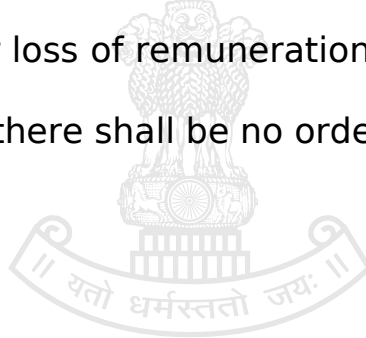 loss of remuneration
there shall be no orde
॥ यतो धर्मस्ततो जयः ॥